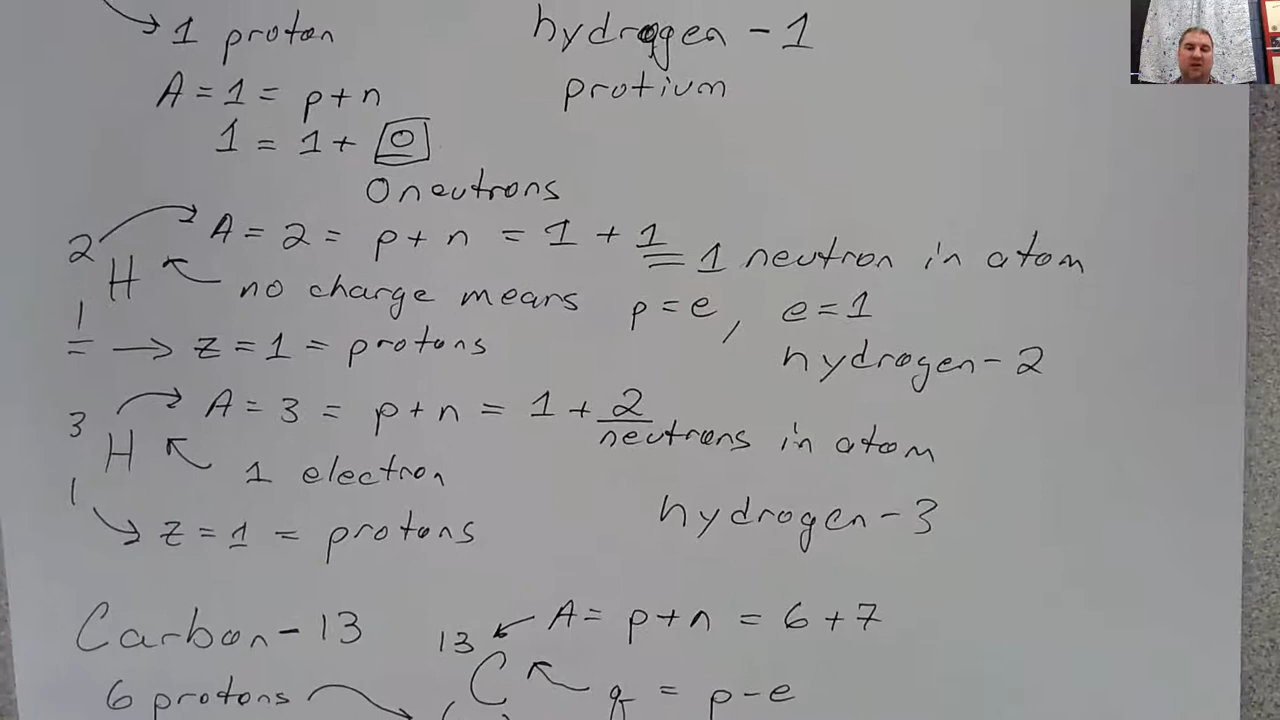 1 proton
hydrogen - 1
A = 1 = p+n
protium
1 = 1 + 0
0 neutrons
2 A = 2 = p+n = 1 + 1 = 1 neutron in atom
H no charge means p=e, e=1
1 → z = 1 = protons
hydrogen-2
3 A = 3 = p+n = 1 + 2
neutrons in atom
H 1 electron
1 z = 1 = protons
hydrogen-3
Carbon-13 13 A = p+n = 6+7
6 protons C q = p-e